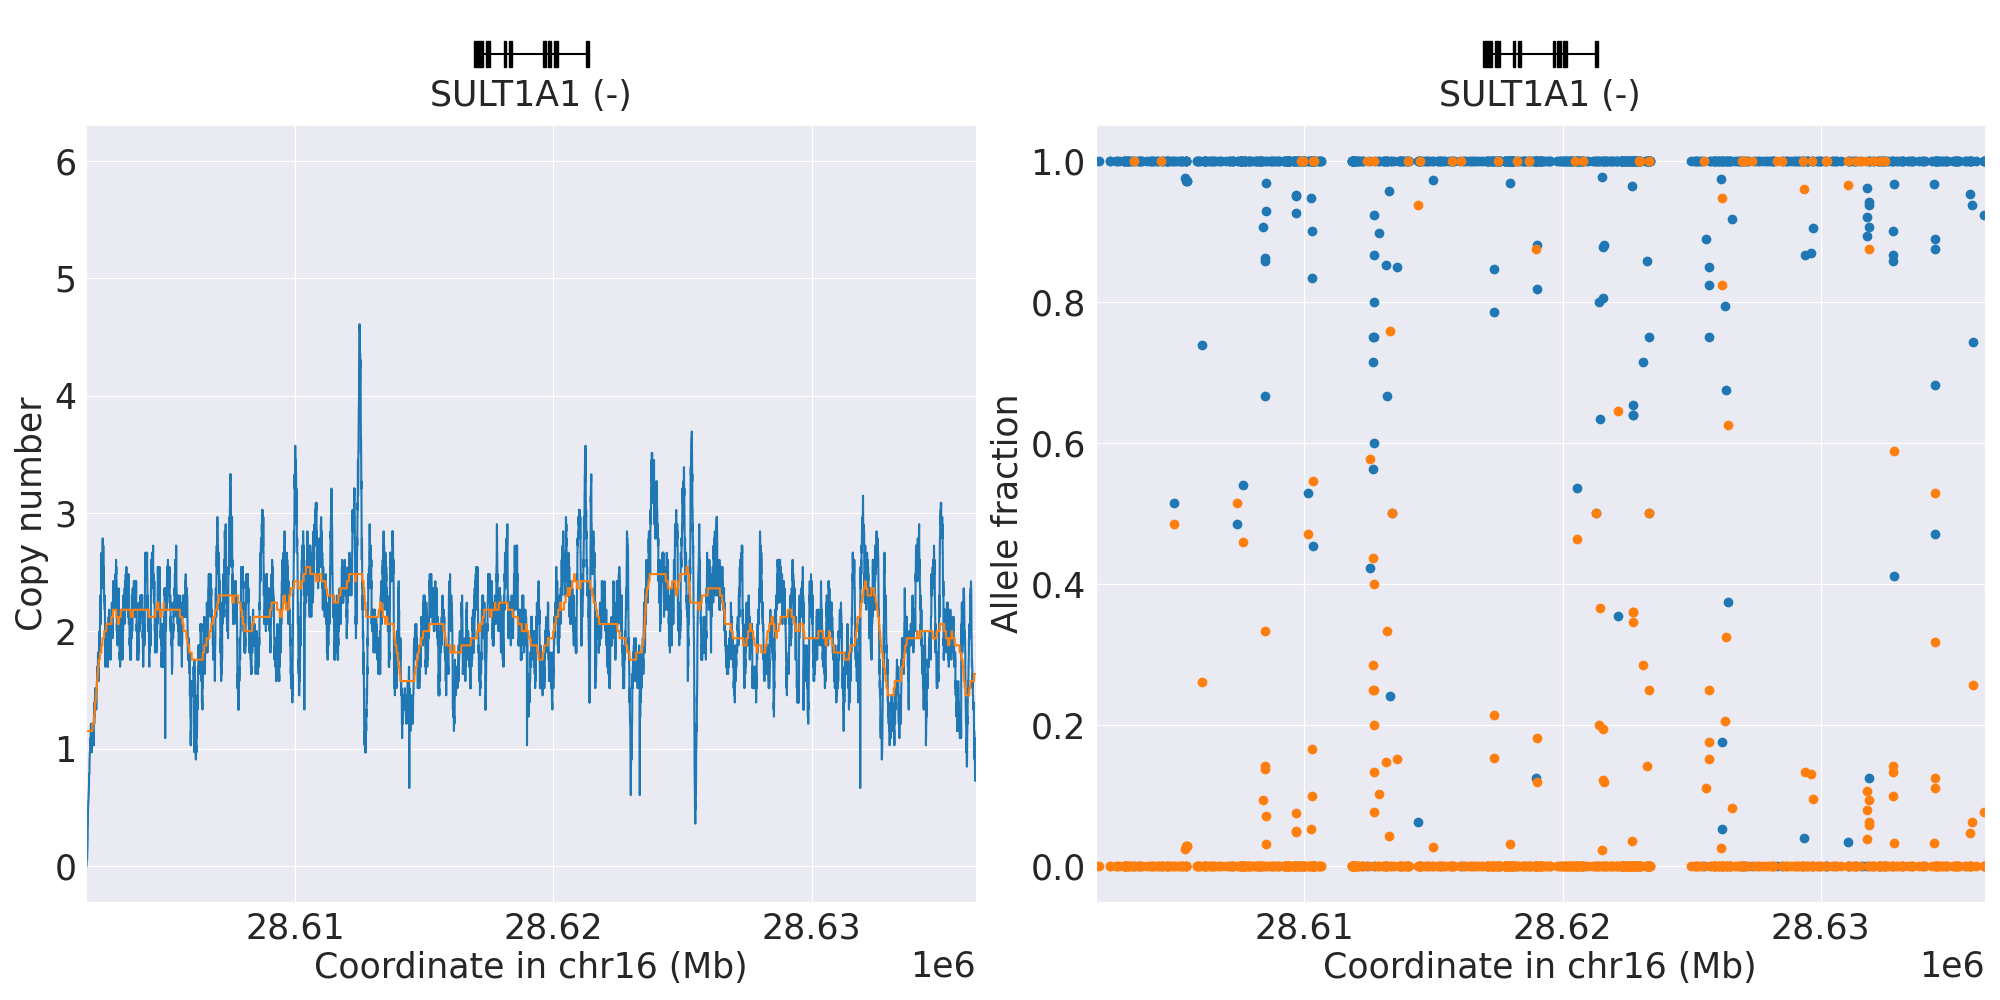 SULT1A1 (-)
6
5
4
3
2
1
0
Copy number
28.61
28.62
28.63
Coordinate in chr16 (Mb)
1e6
SULT1A1 (-)
1.0
0.8
0.6
0.4
0.2
0.0
Allele fraction
28.61
28.62
28.63
Coordinate in chr16 (Mb)
1e6